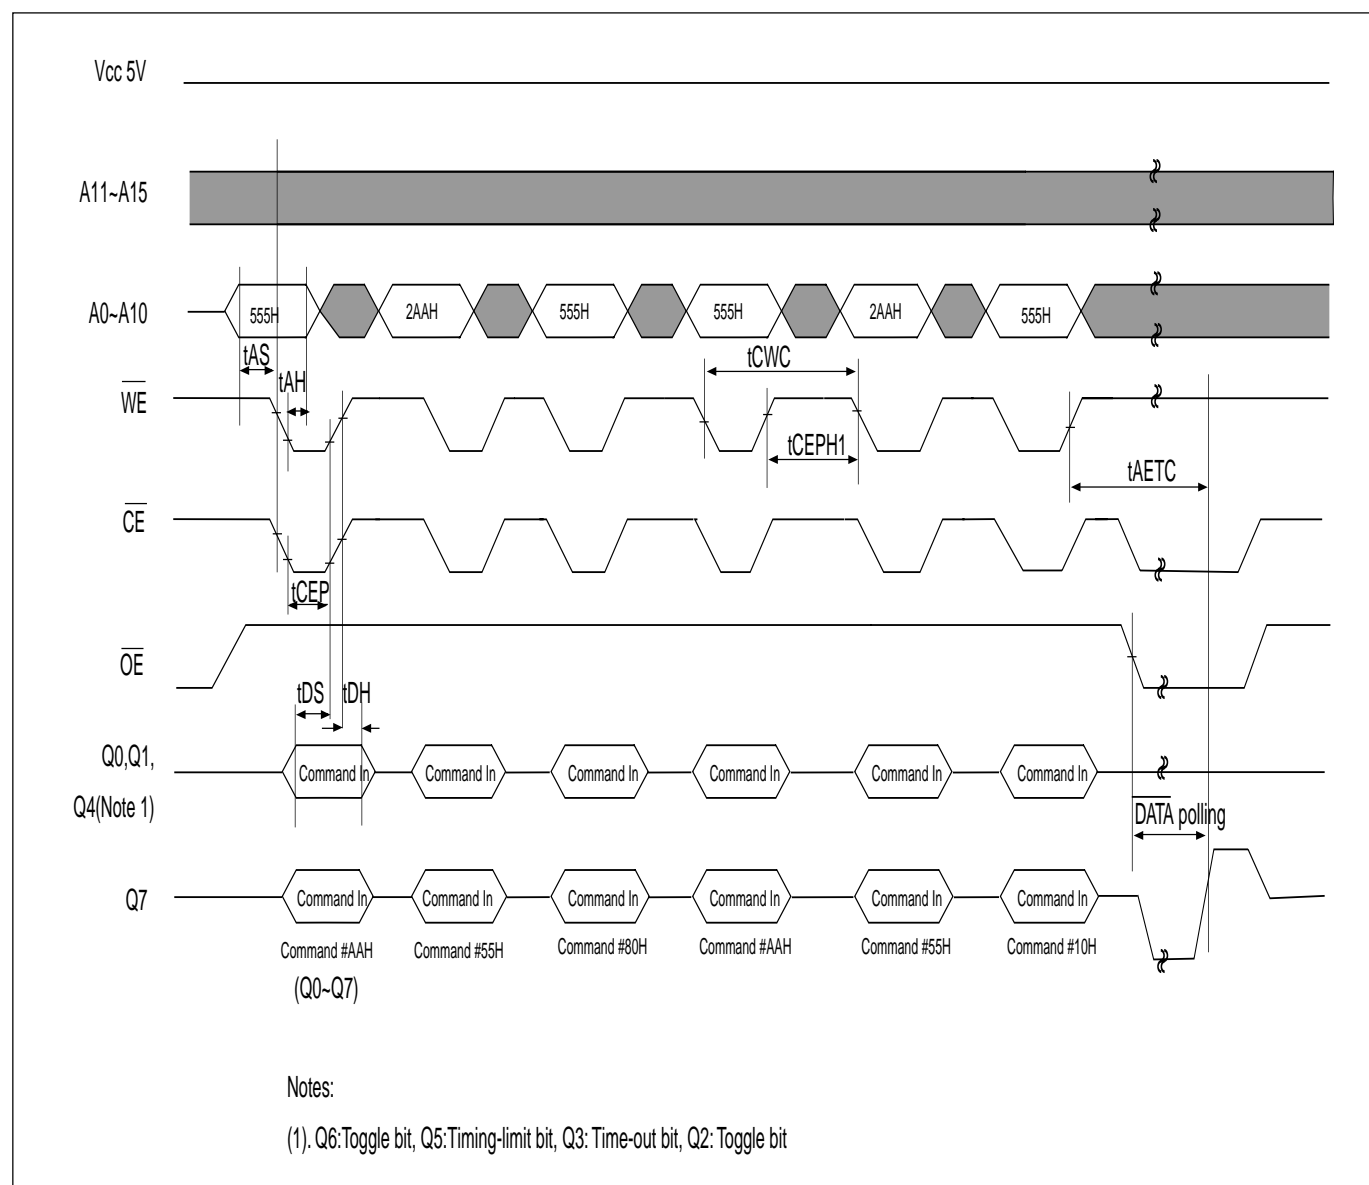 Vcc 5V
A11~A15
A0~A10
555H
2AAH
555H
555H
2AAH
555H
tAS
tAH
tCWC
WE
tCEPH1
tAETC
CE
tCEP
OE
tDS
tDH
Q0,Q1,
Q4(Note 1)
Command In
Command In
Command In
Command In
Command In
Command In
DATA polling
Q7
Command In
Command In
Command In
Command In
Command In
Command In
Command #AAH
Command #55H
Command #80H
Command #AAH
Command #55H
Command #10H
(Q0~Q7)
Notes:
(1). Q6:Toggle bit, Q5:Timing-limit bit, Q3: Time-out bit, Q2: Toggle bit